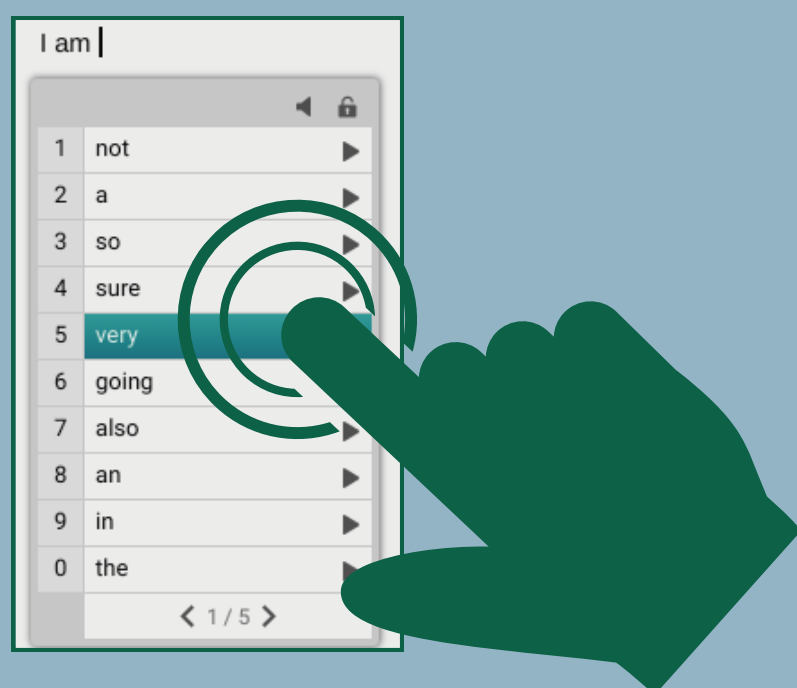 I am
1 not
2 a
3 so
4 sure
5 very
6 going
7 also
8 an
9 in
0 the
1 / 5